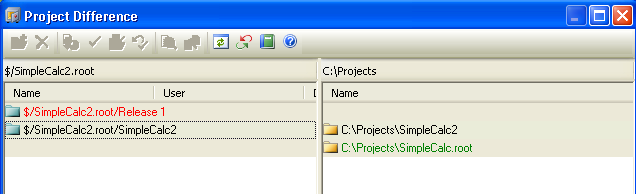 Project Difference
$/SimpleCalc2.root
C:\Projects
Name User
Name
$/SimpleCalc2.root/Release 1
$/SimpleCalc2.root/SimpleCalc2
C:\Projects\SimpleCalc2
C:\Projects\SimpleCalc.root